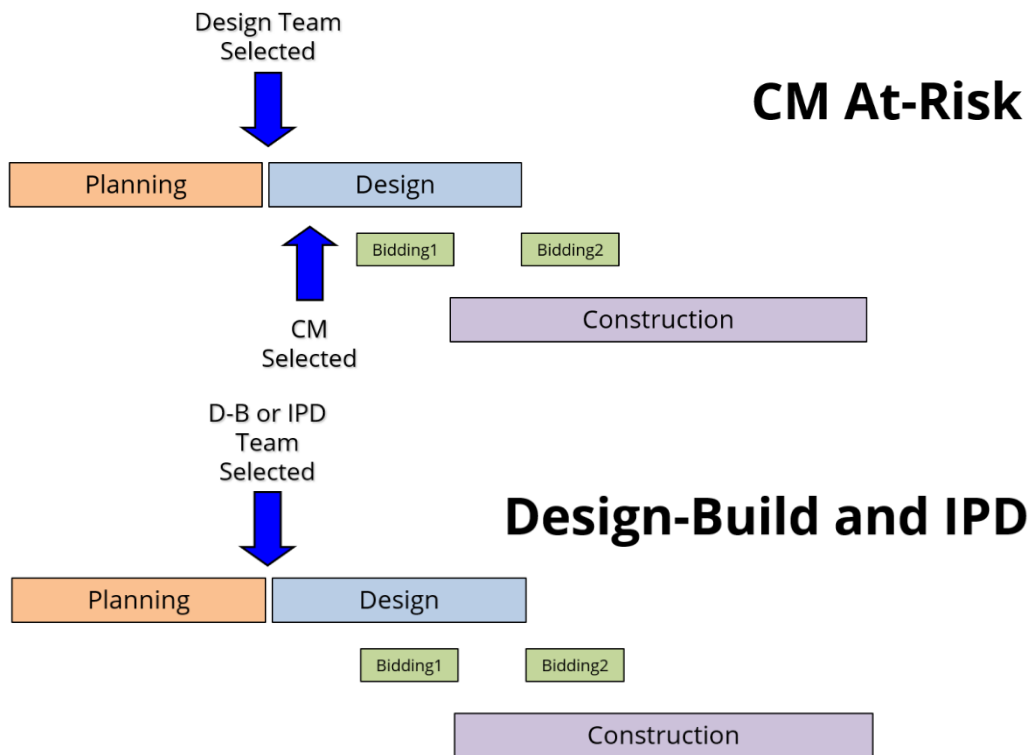 Design Team
Selected
CM At-Risk
Planning
Design
Bidding1
Bidding2
Construction
CM
Selected
D-B or IPD
Team
Selected
Design-Build and IPD
Planning
Design
Bidding1
Bidding2
Construction